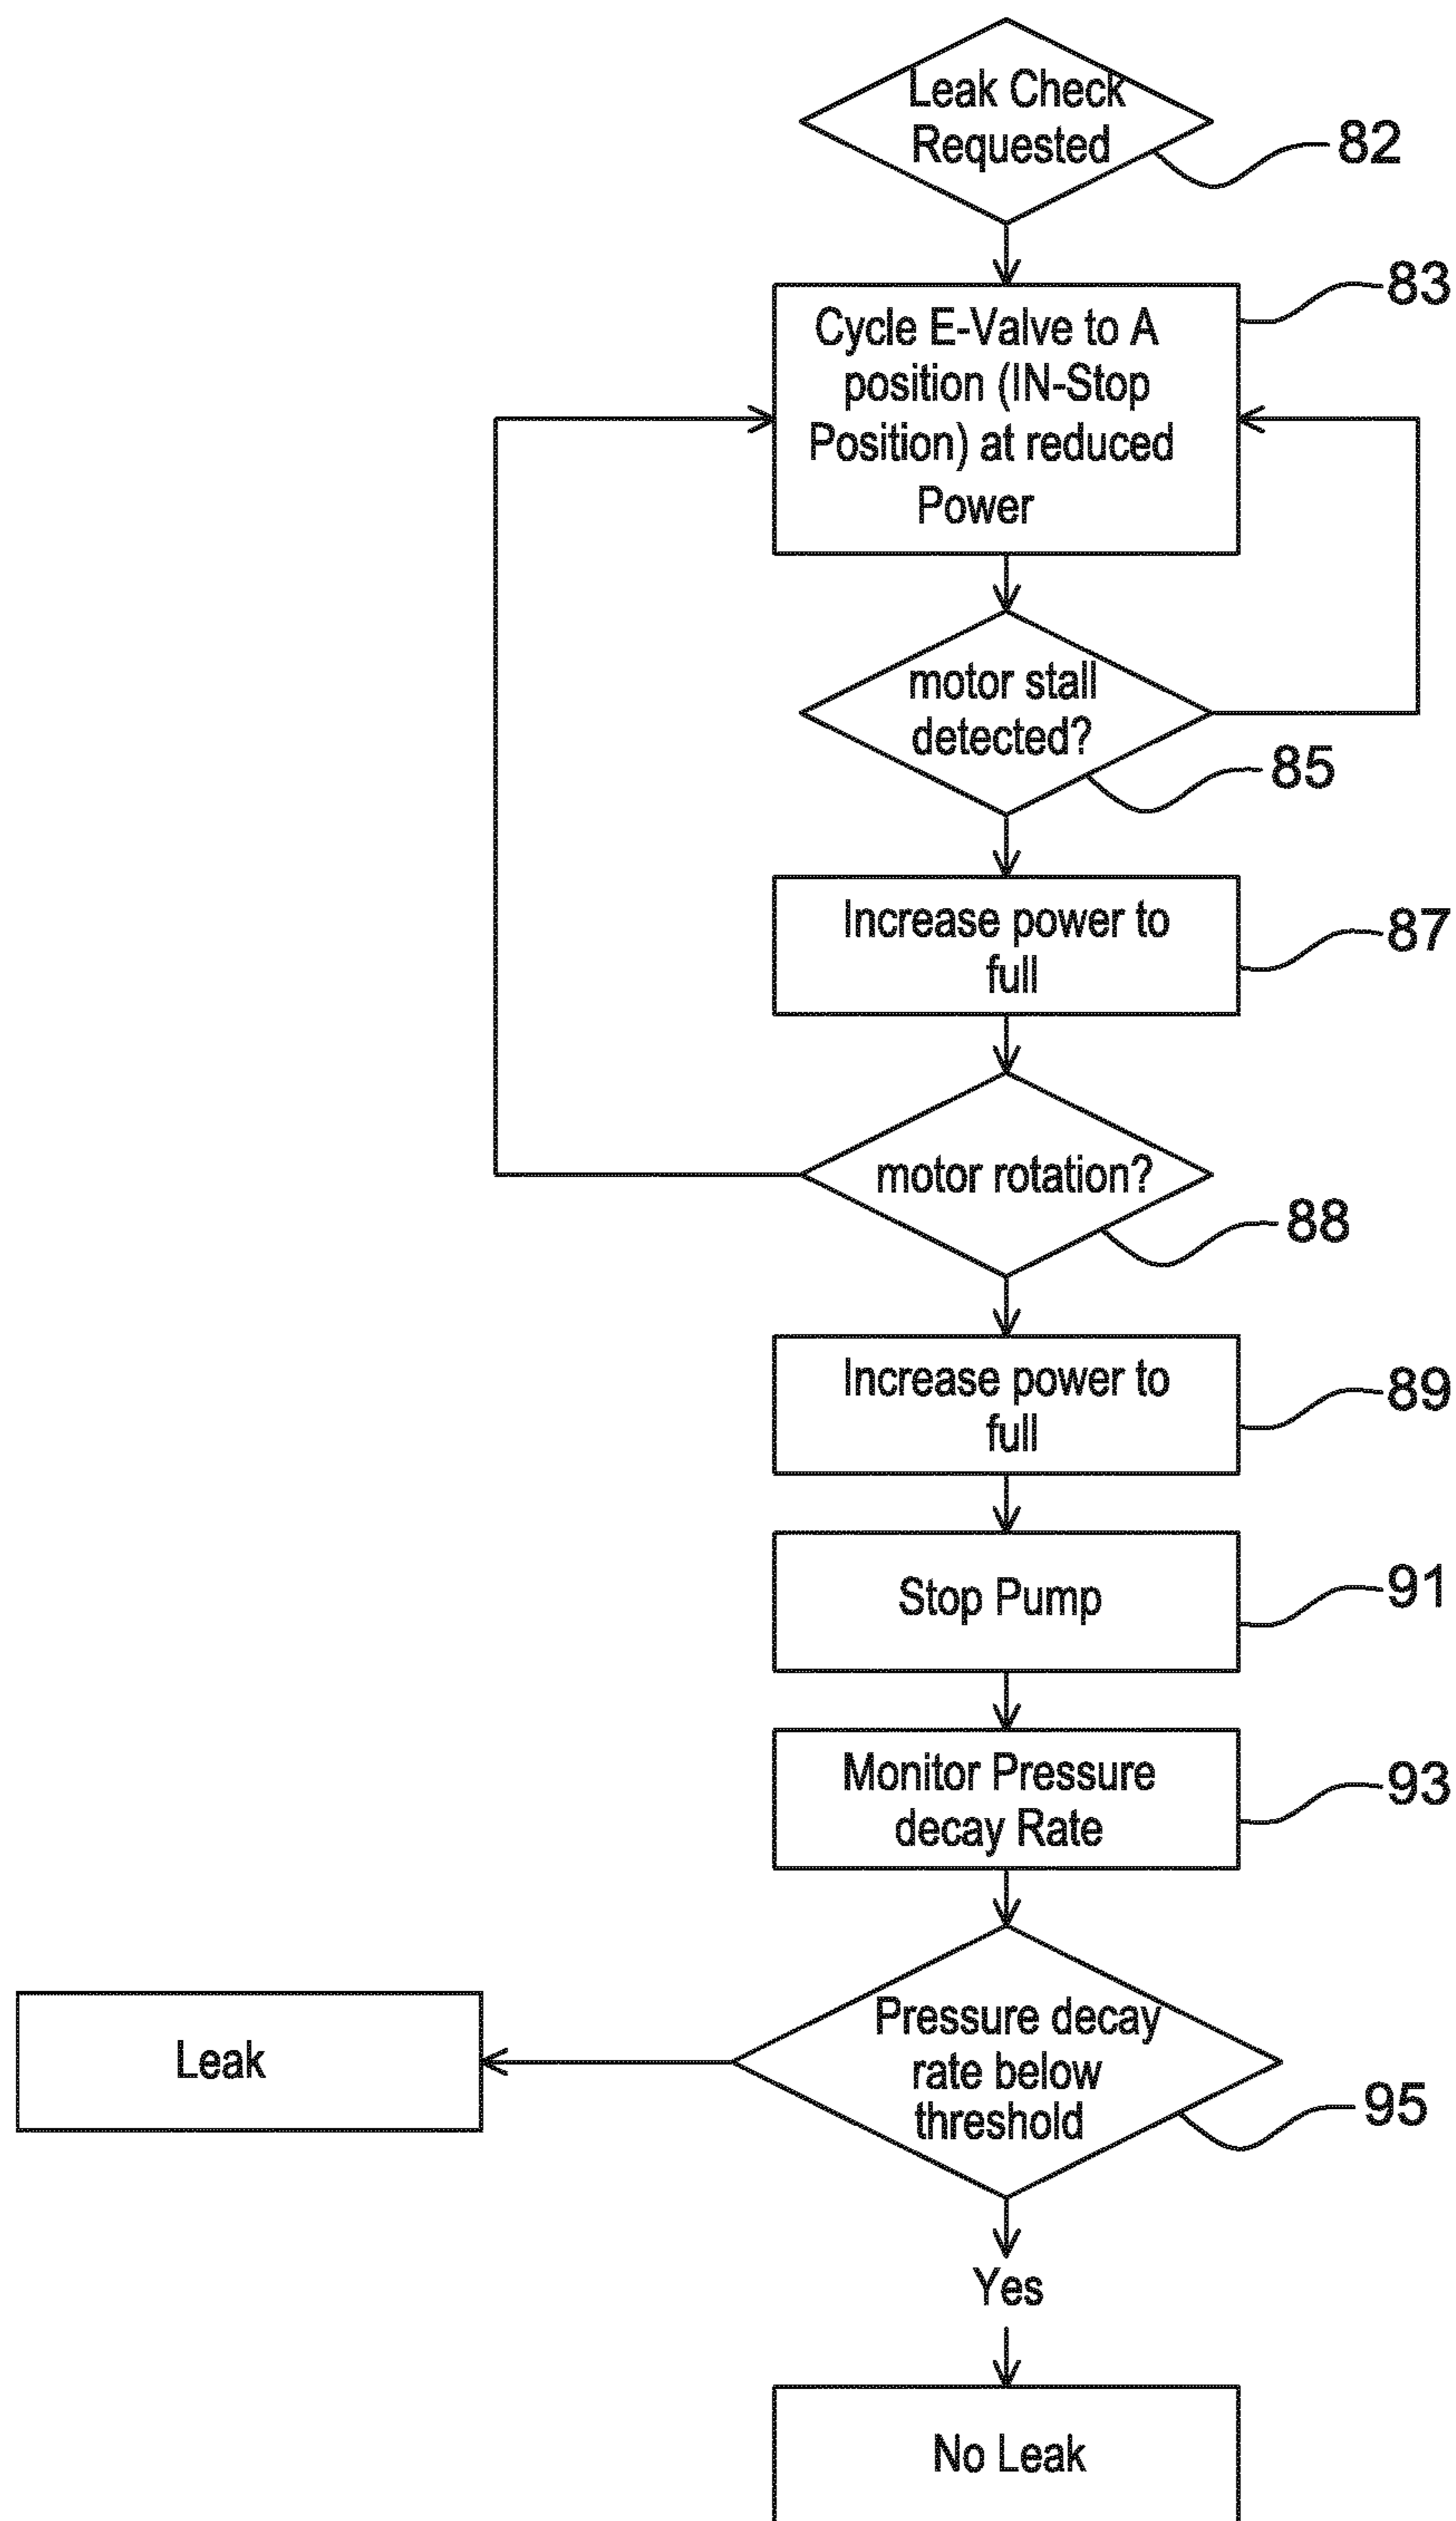 Leak Check
Requested
82
83
Cycle E-Valve to A
position (IN-Stop
Position) at reduced
Power
motor stall
detected?
85
Increase power to
full
87
motor rotation?
88
Increase power to
full
89
Stop Pump
91
Monitor Pressure
decay Rate
93
Pressure decay
rate below
threshold
Leak
95
Yes
No Leak